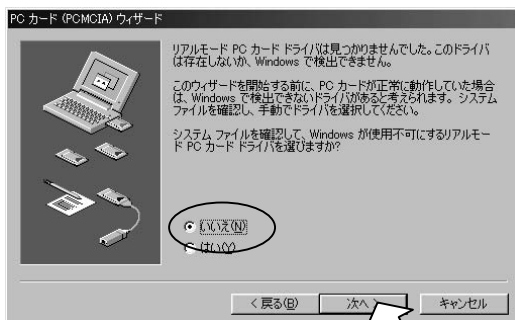 PC カード (PCMCIA) ウィザード
リアルモード PC カード ドライバは見つかりませんでした。このドライバ
は存在しないか、Windows で検出できません。
このウィザードを開始する前に、PC カードが正常に動作していた場合
は、Windows で検出できないドライバがあると考えられます。システム
ファイルを確認し、手動でドライバを選択してください。
システム ファイルを確認して、Windows が使用不可にするリアルモー
ド PC カード ドライバを選びますか?
いいえ(N)
はい(Y)
< 戻る(B)
次へ >
キャンセル